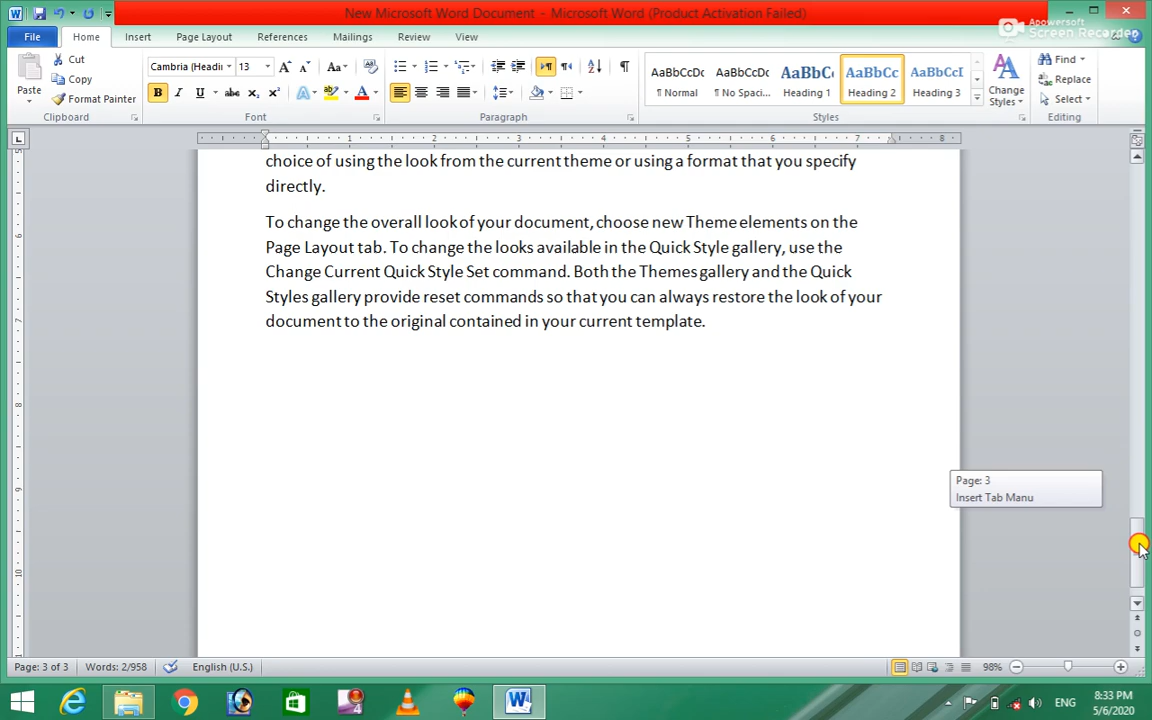 New Microsoft Word Document - Microsoft Word (Product Activation Failed)
Apowersoft
Screen Recorder
File Home Insert Page Layout References Mailings Review View
Cut
Copy
Format Painter
Paste
Clipboard
Cambria (Headi 13
Font
Paragraph
AaBbCcDc AaBbCcDc AaBbCc AaBbCc AaBbCcI
¶ Normal ¶ No Spaci... Heading 1 Heading 2 Heading 3
Change
Styles
Styles
Find
Replace
Select
Editing
choice of using the look from the current theme or using a format that you specify
directly.
To change the overall look of your document, choose new Theme elements on the
Page Layout tab. To change the looks available in the Quick Style gallery, use the
Change Current Quick Style Set command. Both the Themes gallery and the Quick
Styles gallery provide reset commands so that you can always restore the look of your
document to the original contained in your current template.
Page: 3
Insert Tab Manu
Page: 3 of 3 Words: 2/958 English (U.S.) 98%
ENG
8:33 PM
5/6/2020